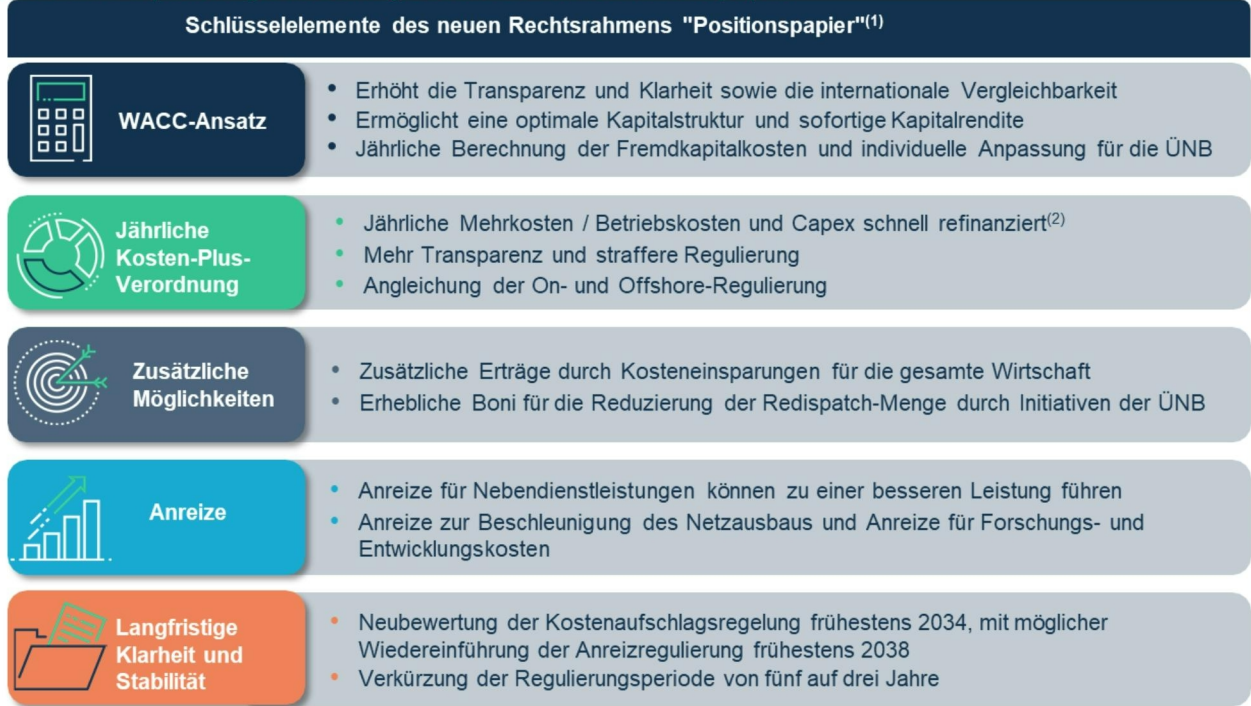 Schlüsselelemente des neuen Rechtsrahmens "Positionspapier"(1)
WACC-Ansatz
• Erhöht die Transparenz und Klarheit sowie die internationale Vergleichbarkeit
• Ermöglicht eine optimale Kapitalstruktur und sofortige Kapitalrendite
• Jährliche Berechnung der Fremdkapitalkosten und individuelle Anpassung für die ÜNB
Jährliche
Kosten-Plus-
Verordnung
• Jährliche Mehrkosten / Betriebskosten und Capex schnell refinanziert(2)
• Mehr Transparenz und straffere Regulierung
• Angleichung der On- und Offshore-Regulierung
Zusätzliche
Möglichkeiten
• Zusätzliche Erträge durch Kosteneinsparungen für die gesamte Wirtschaft
• Erhebliche Boni für die Reduzierung der Redispatch-Menge durch Initiativen der ÜNB
Anreize
• Anreize für Nebendienstleistungen können zu einer besseren Leistung führen
• Anreize zur Beschleunigung des Netzausbaus und Anreize für Forschungs- und
Entwicklungskosten
Langfristige
Klarheit und
Stabilität
• Neubewertung der Kostenaufschlagsregelung frühestens 2034, mit möglicher
Wiedereinführung der Anreizregulierung frühestens 2038
• Verkürzung der Regulierungsperiode von fünf auf drei Jahre